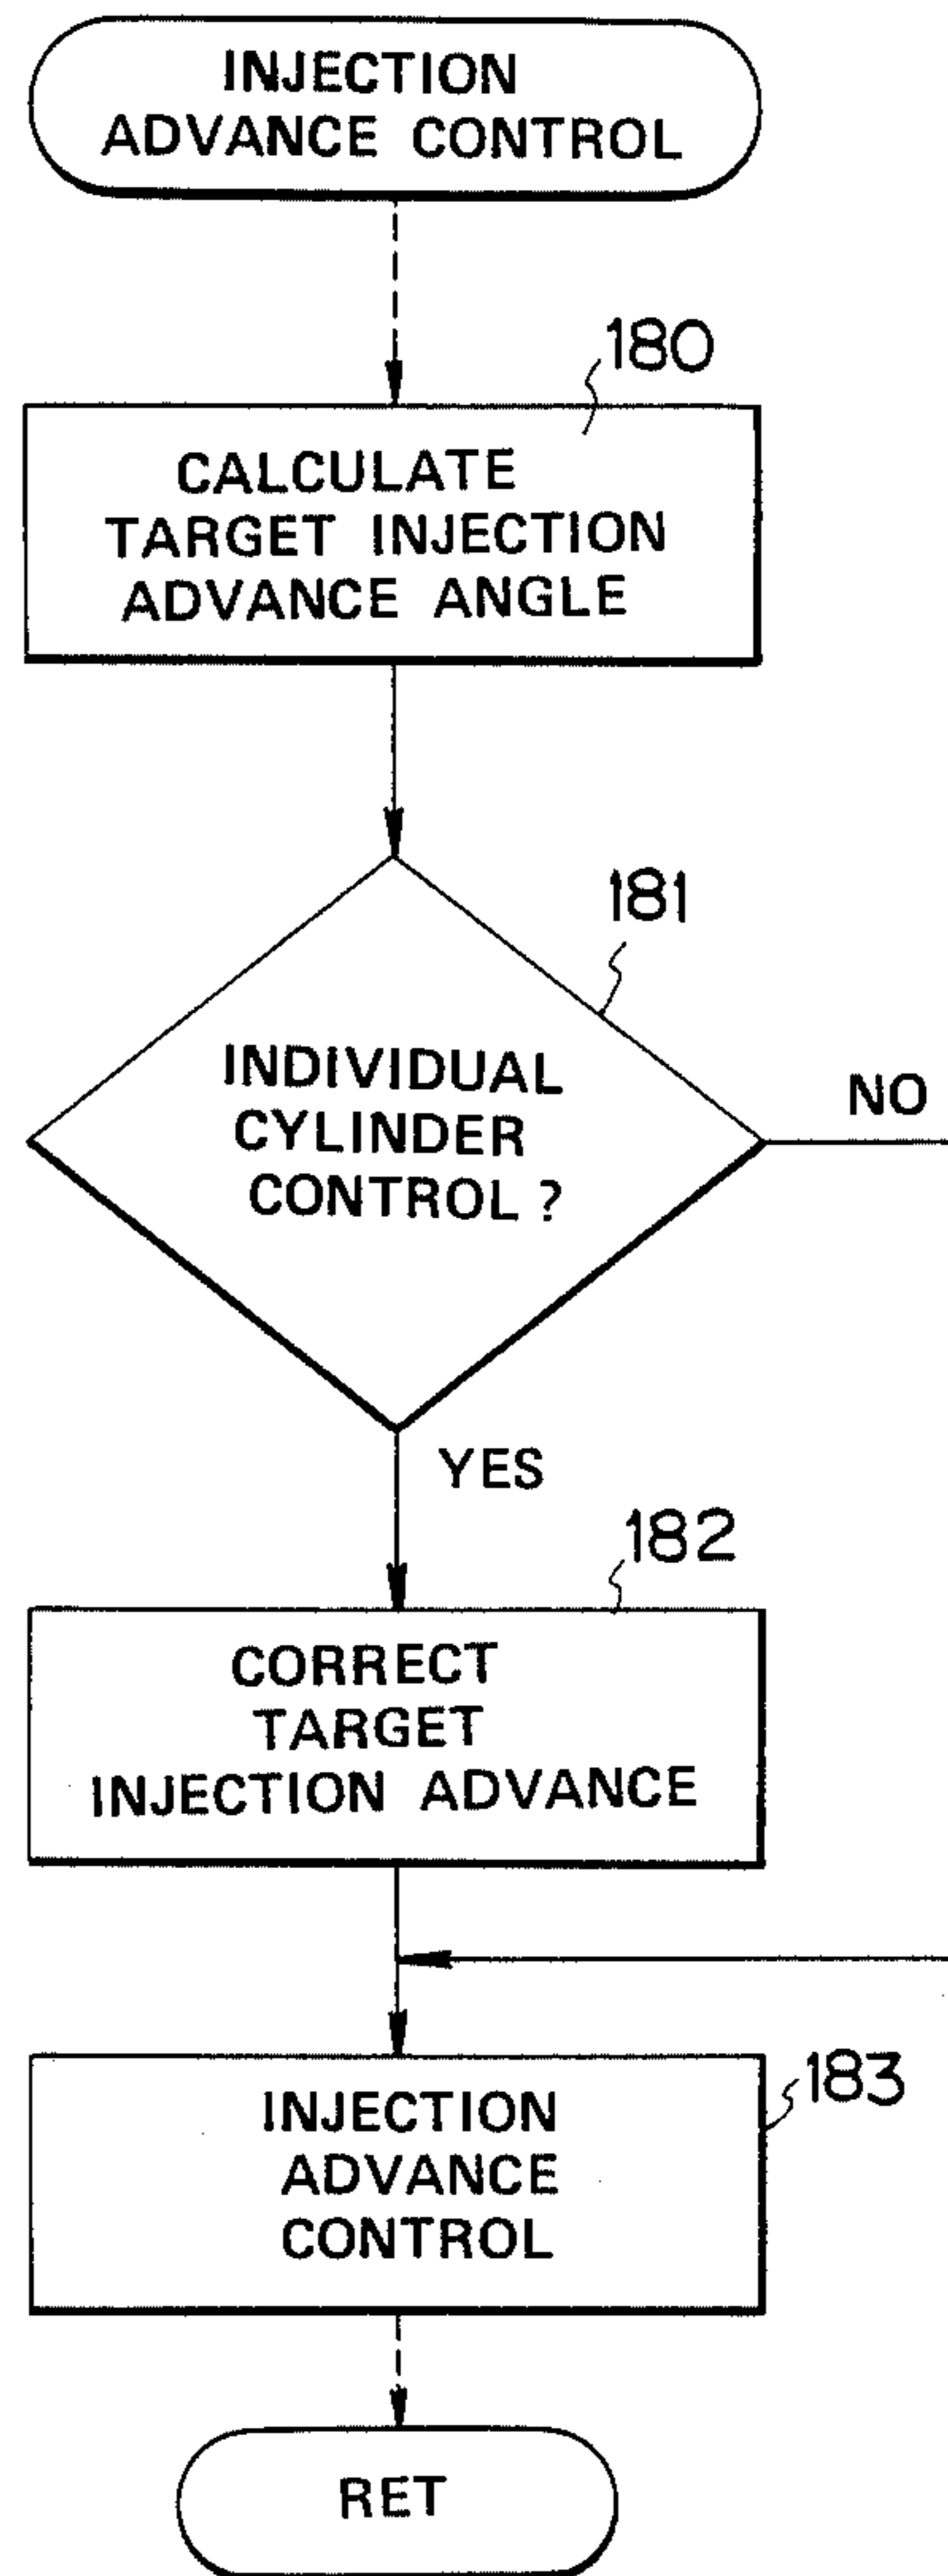 INJECTION
ADVANCE CONTROL
180
CALCULATE
TARGET INJECTION
ADVANCE ANGLE
181
INDIVIDUAL
CYLINDER
CONTROL ?
NO
YES
182
CORRECT
TARGET
INJECTION ADVANCE
183
INJECTION
ADVANCE
CONTROL
RET